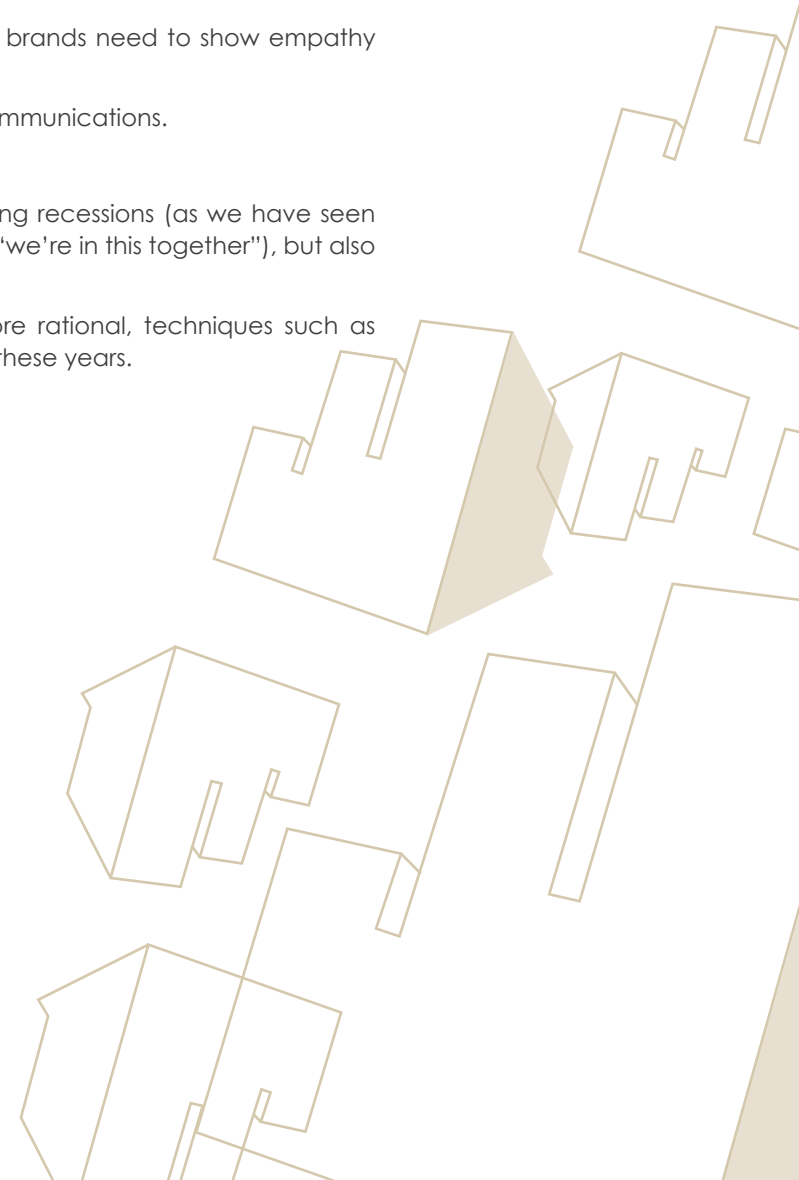 brands need to show empathy
mmunications.
ng recessions (as we have seen
“we’re in this together”), but also
ore rational, techniques such as
these years.